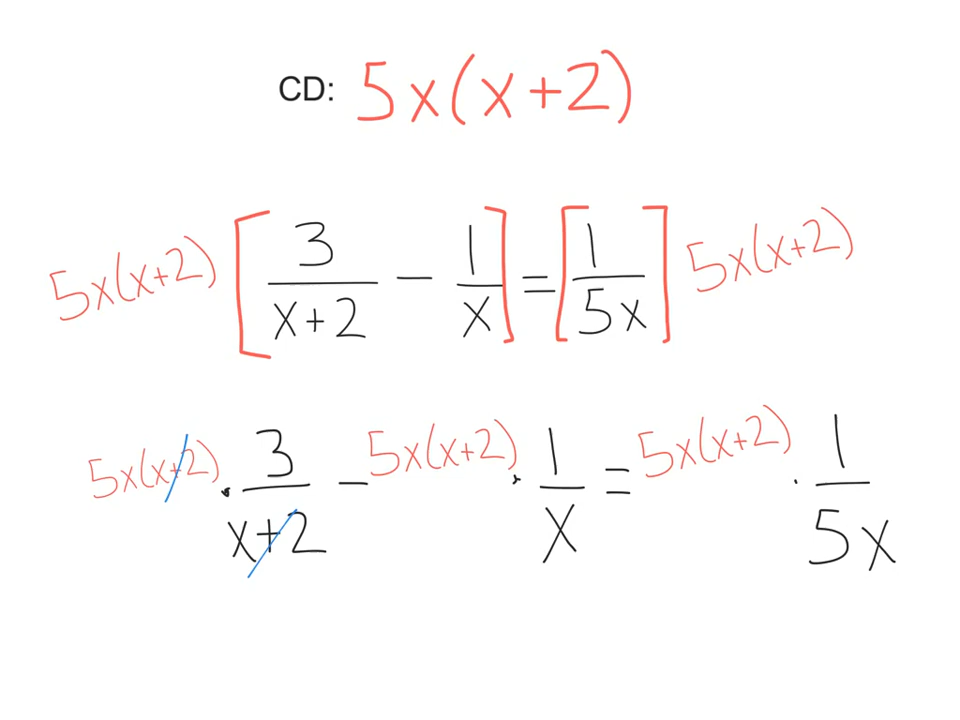 CD: 5x(x+2)
5x(x+2) [ 3/(x+2) − 1/x ] = [ 1/5x ] 5x(x+2)
5x(x+2) · 3/(x+2) − 5x(x+2) · 1/x = 5x(x+2) · 1/5x